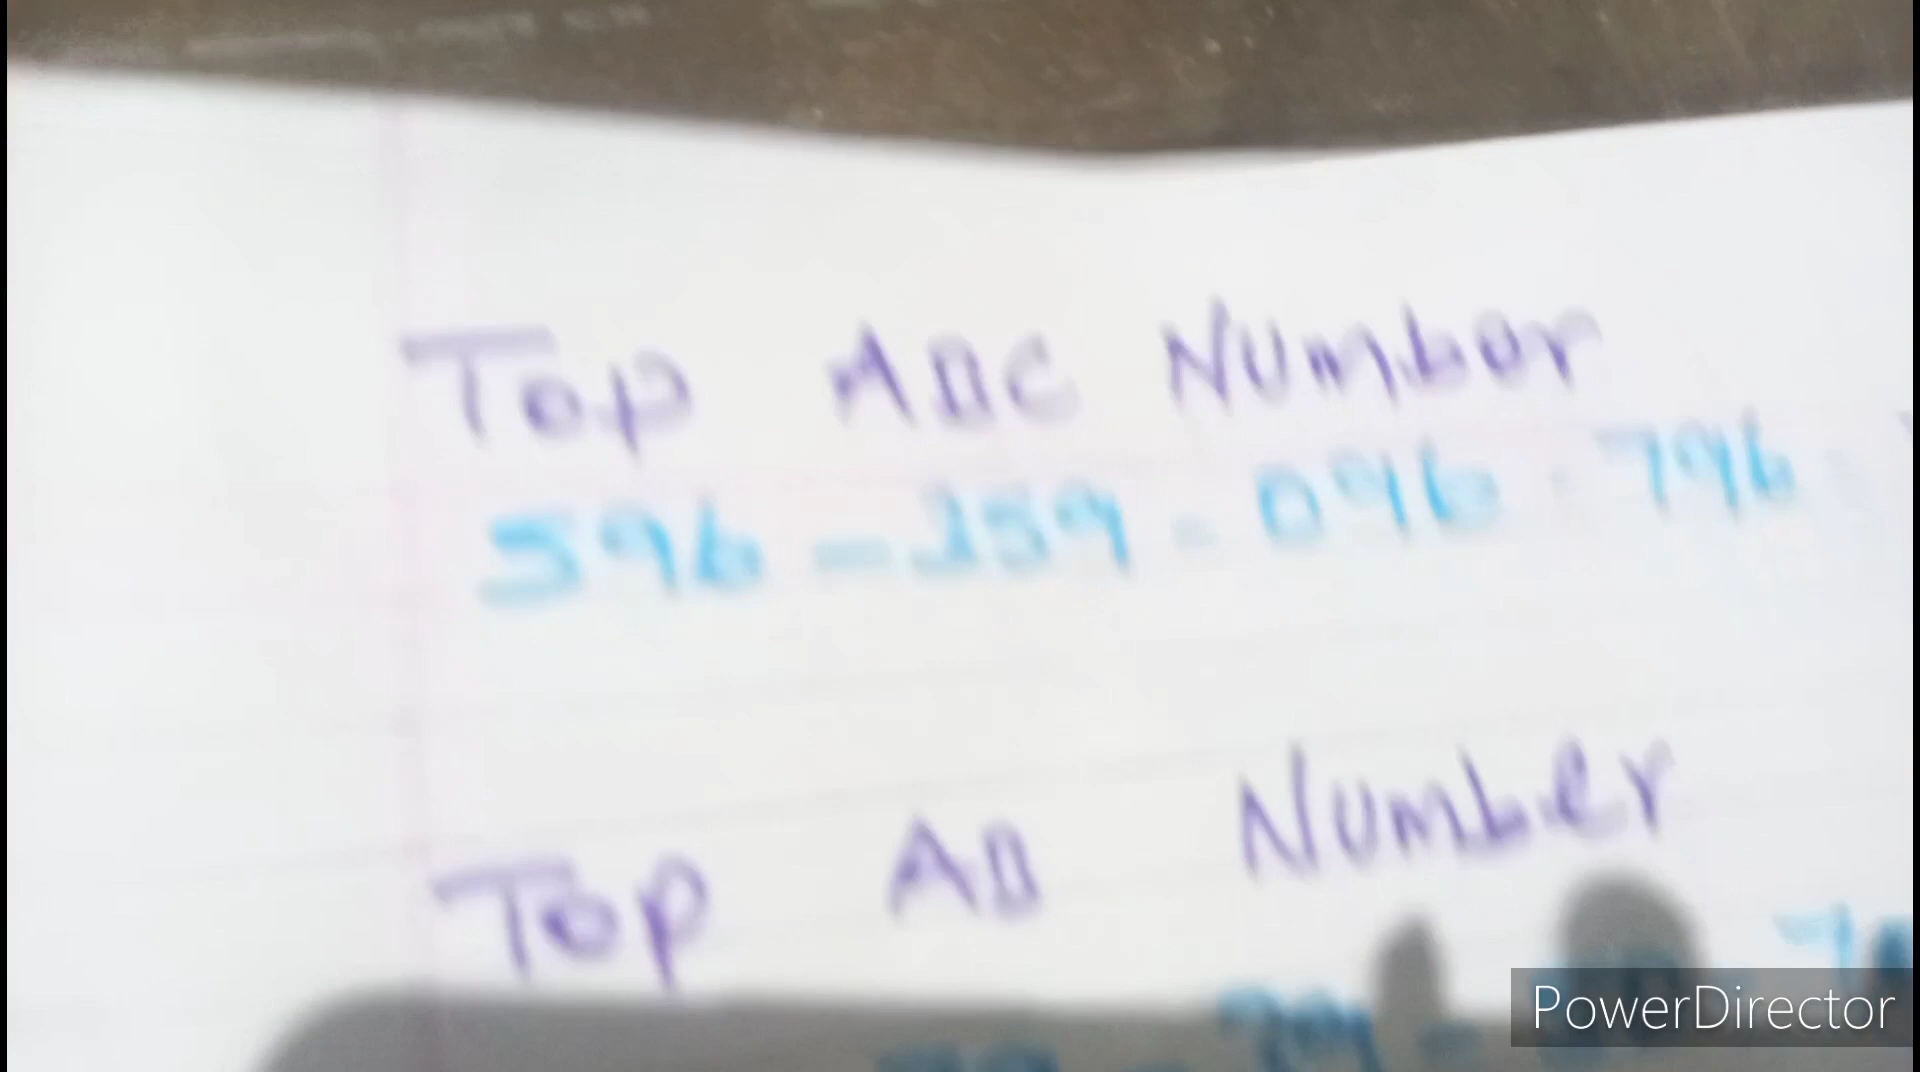 Top ABC Number
596 - 259 - 096 - 796
Top AB Number
PowerDirector